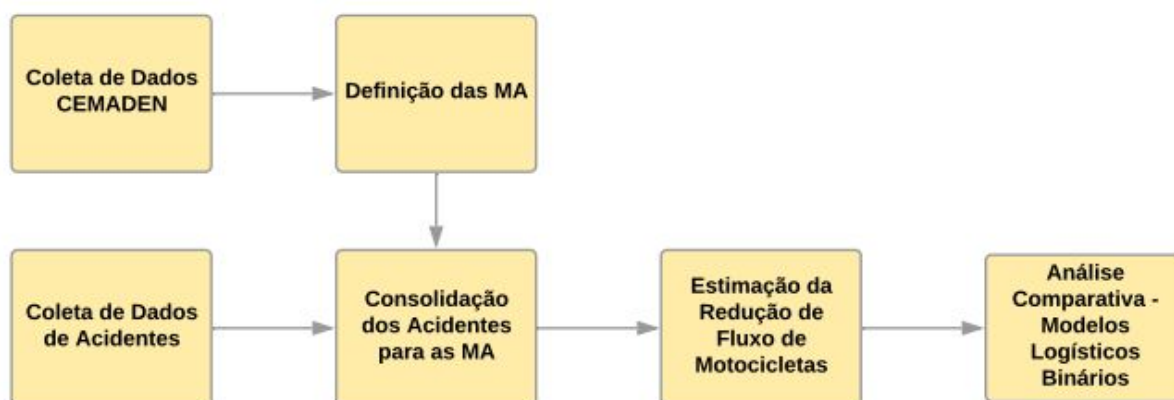 Coleta de Dados
CEMADEN
Definição das MA
Coleta de Dados
de Acidentes
Consolidação
dos Acidentes
para as MA
Estimação da
Redução de
Fluxo de
Motocicletas
Análise
Comparativa -
Modelos
Logísticos
Binários